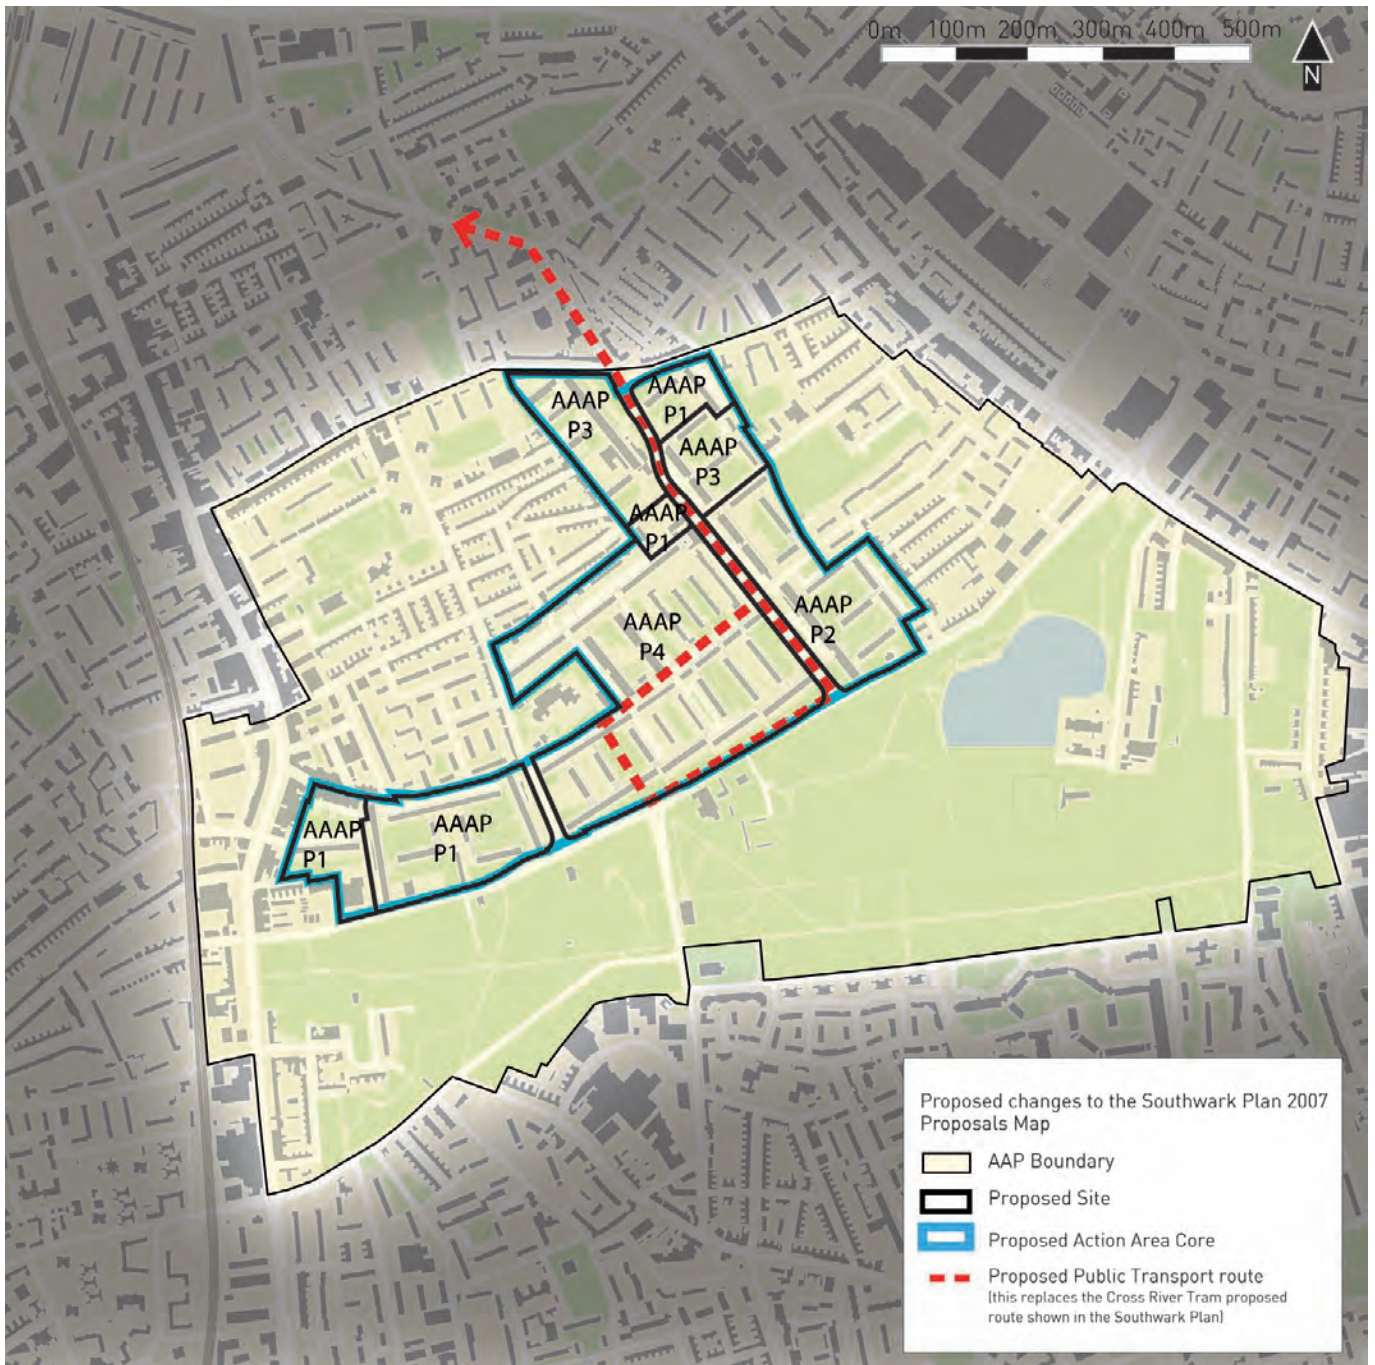 0m 100m 200m 300m 400m 500m
N
AAAP
P1
AAAP
P3
AAAP
P3
AAAP
P1
AAAP
P2
AAAP
P4
AAAP
P1
AAAP
P1
Proposed changes to the Southwark Plan 2007
Proposals Map
AAP Boundary
Proposed Site
Proposed Action Area Core
Proposed Public Transport route
(this replaces the Cross River Tram proposed
route shown in the Southwark Plan)